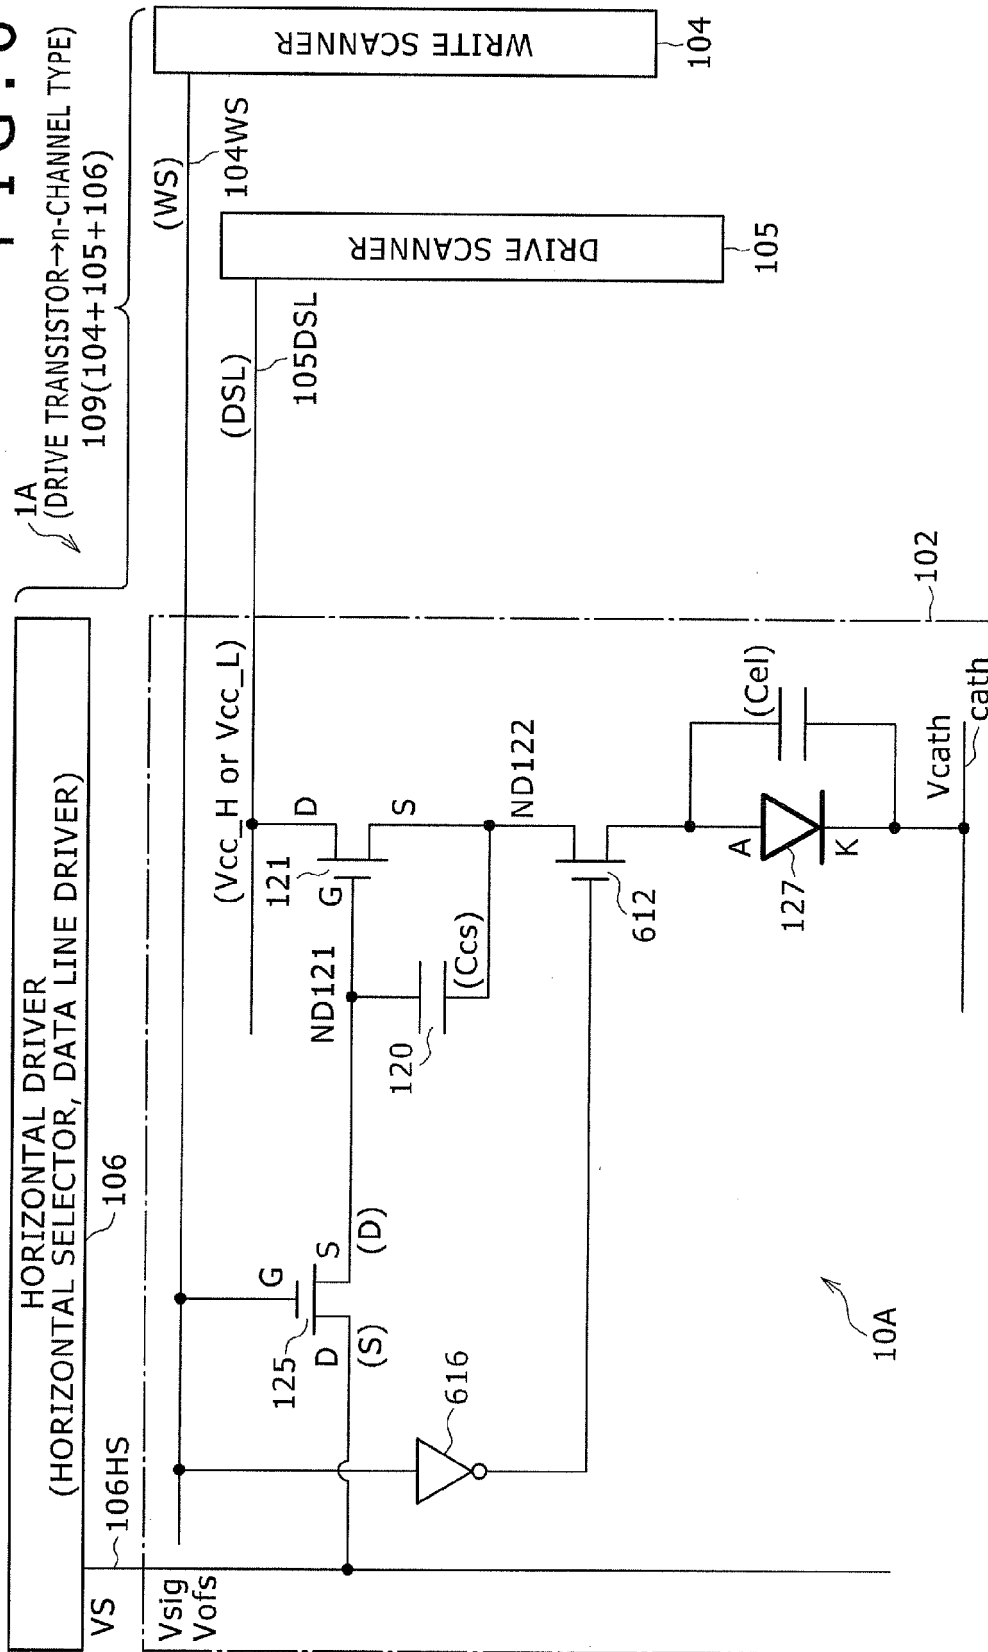 1A
(DRIVE TRANSISTOR→n-CHANNEL TYPE)
109(104+105+106)
HORIZONTAL DRIVER
(HORIZONTAL SELECTOR, DATA LINE DRIVER)
106
VS
106HS
Vsig
Vofs
WRITE SCANNER
104
(WS)
104WS
DRIVE SCANNER
105
(DSL)
105DSL
(Vcc_H or Vcc_L)
102
125
G
D
S
(S)
(D)
616
ND121
121
G
D
S
120
(Ccs)
ND122
612
(Cel)
A
K
127
Vcath
cath
10A